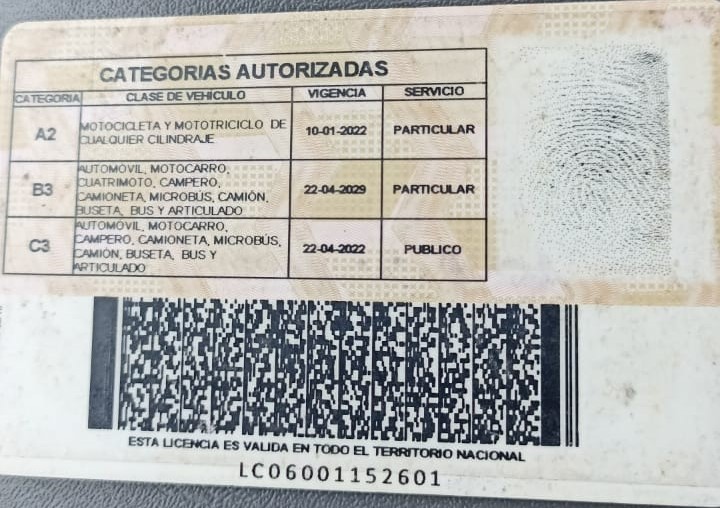 CATEGORIAS AUTORIZADAS
CATEGORIA CLASE DE VEHICULO VIGENCIA SERVICIO
A2 MOTOCICLETA Y MOTOTRICICLO DE CUALQUIER CILINDRAJE 10-01-2022 PARTICULAR
B3 AUTOMÓVIL, MOTOCARRO, CUATRIMOTO, CAMPERO, CAMIONETA, MICROBÚS, CAMIÓN, BUSETA, BUS Y ARTICULADO 22-04-2029 PARTICULAR
C3 AUTOMÓVIL, MOTOCARRO, CAMPERO, CAMIONETA, MICROBÚS, CAMIÓN, BUSETA, BUS Y ARTICULADO 22-04-2022 PUBLICO
ESTA LICENCIA ES VALIDA EN TODO EL TERRITORIO NACIONAL
LC06001152601